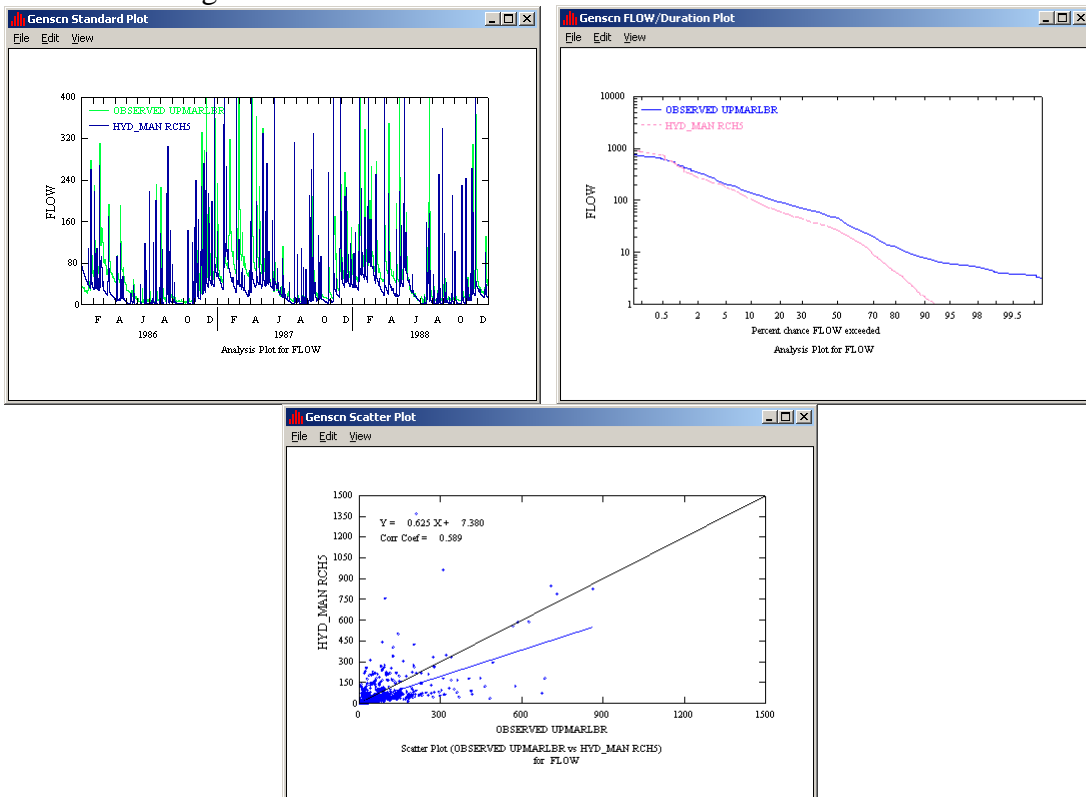 Genscn Standard Plot
File Edit View
400
320
240
160
80
0
FLOW
OBSERVED UPMARLBR
HYD_MAN RCH5
F A J A O D F A J A O D F A J A O D
1986 1987 1988
Analysis Plot for FLOW
Genscn FLOW/Duration Plot
File Edit View
10000
1000
100
10
1
FLOW
OBSERVED UPMARLBR
HYD_MAN RCH5
0.5 2 5 10 20 30 50 70 80 90 95 98 99.5
Percent chance FLOW exceeded
Analysis Plot for FLOW
Genscn Scatter Plot
File Edit View
1500
1350
1200
1050
900
750
600
450
300
150
0
HYD_MAN RCH5
Y = 0.625 X + 7.380
Corr Coef = 0.589
0 300 600 900 1200 1500
OBSERVED UPMARLBR
Scatter Plot (OBSERVED UPMARLBR vs HYD_MAN RCH5)
for FLOW